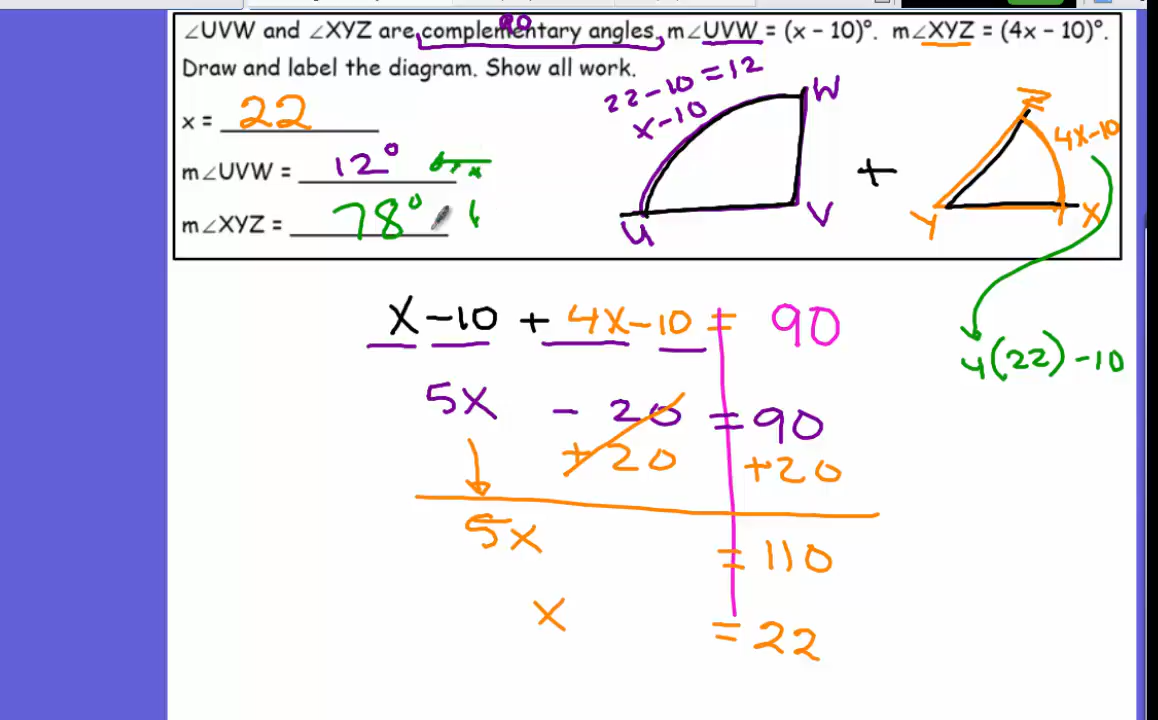 90
∠UVW and ∠XYZ are complementary angles, m∠UVW = (x – 10)°. m∠XYZ = (4x – 10)°.
Draw and label the diagram. Show all work.
x = 22
m∠UVW = 12°
m∠XYZ = 78°
22-10=12
x-10
W
V
U
+
Z
4x-10
Y
X
4(22)-10
x-10 + 4x-10 = 90
5x - 20 = 90
+20 +20
5x = 110
x = 22